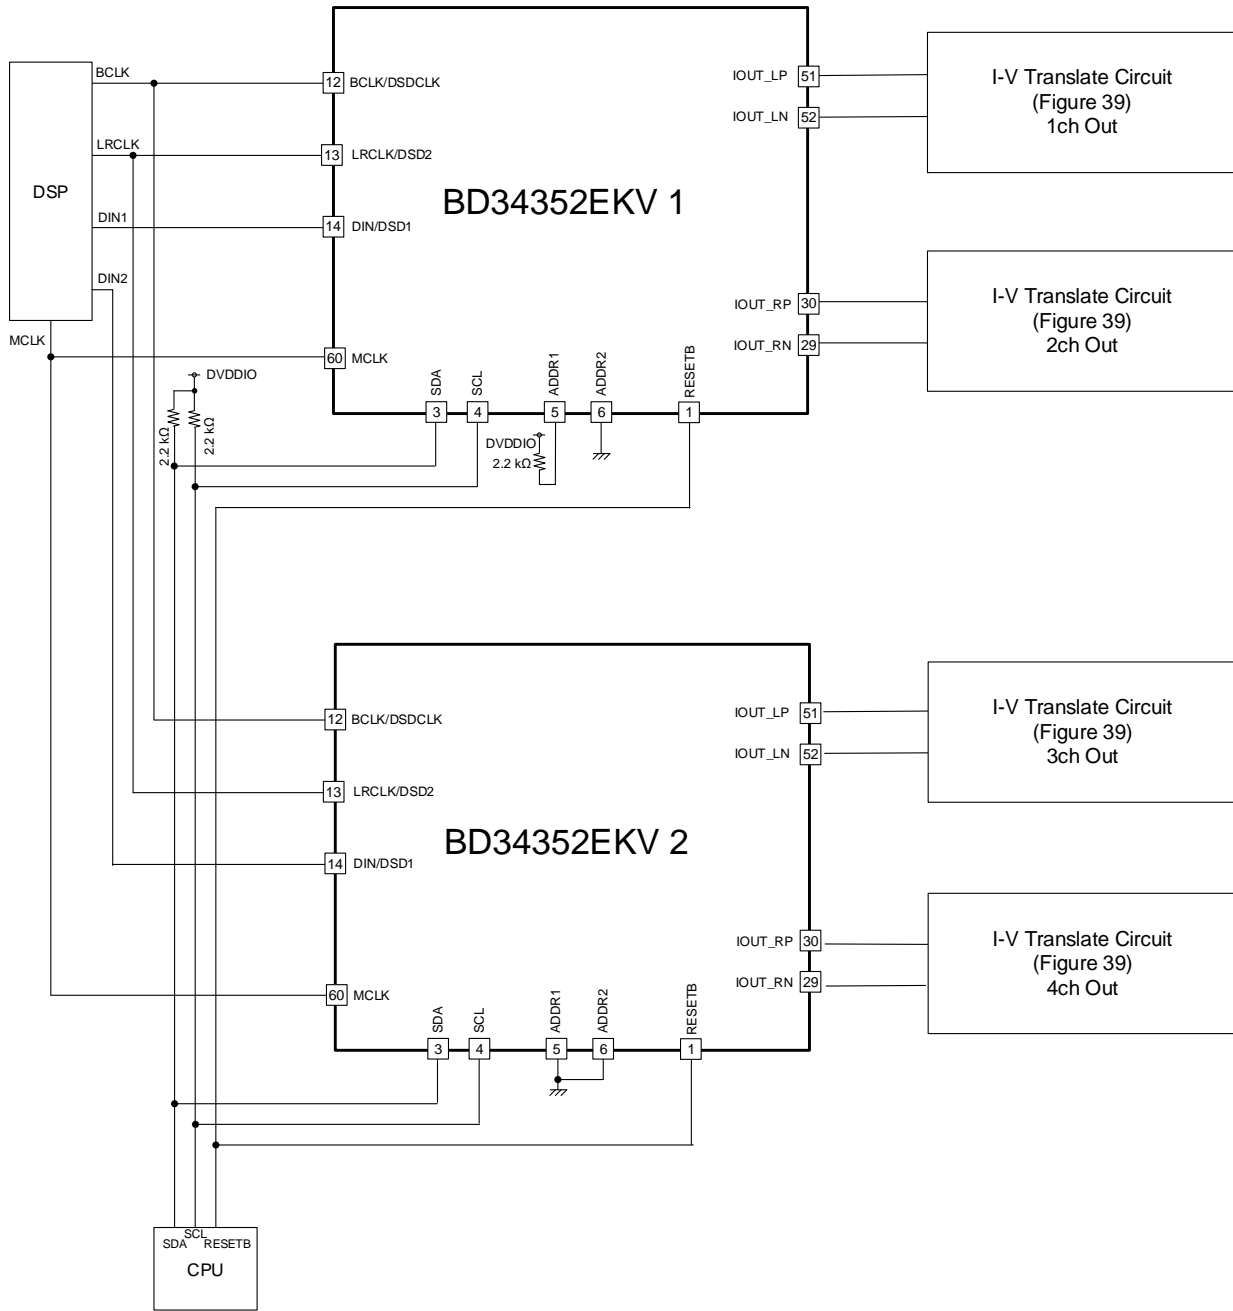 BCLK
12
BCLK/DSDCLK
IOUT_LP
51
IOUT_LN
52
I-V Translate Circuit
(Figure 39)
1ch Out
LRCLK
13
LRCLK/DSD2
DSP
BD34352EKV 1
DIN1
14
DIN/DSD1
DIN2
IOUT_RP
30
IOUT_RN
29
I-V Translate Circuit
(Figure 39)
2ch Out
MCLK
60
MCLK
SDA
SCL
ADDR1
ADDR2
RESETB
3
4
5
6
1
DVDDIO
2.2 kΩ
2.2 kΩ
DVDDIO
2.2 kΩ
12
BCLK/DSDCLK
IOUT_LP
51
IOUT_LN
52
I-V Translate Circuit
(Figure 39)
3ch Out
13
LRCLK/DSD2
BD34352EKV 2
14
DIN/DSD1
IOUT_RP
30
IOUT_RN
29
I-V Translate Circuit
(Figure 39)
4ch Out
60
MCLK
SDA
SCL
ADDR1
ADDR2
RESETB
3
4
5
6
1
SDA
SCL
RESETB
CPU